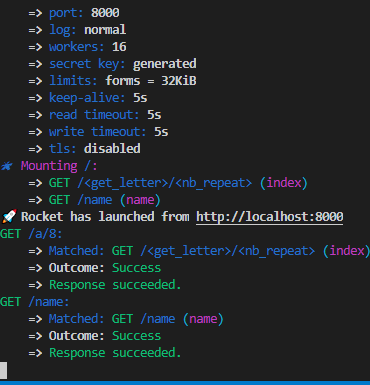 => port: 8000
=> log: normal
=> workers: 16
=> secret key: generated
=> limits: forms = 32KiB
=> keep-alive: 5s
=> read timeout: 5s
=> write timeout: 5s
=> tls: disabled
🛰 Mounting /:
=> GET /<get_letter>/<nb_repeat> (index)
=> GET /name (name)
🚀 Rocket has launched from http://localhost:8000
GET /a/8:
=> Matched: GET /<get_letter>/<nb_repeat> (index)
=> Outcome: Success
=> Response succeeded.
GET /name:
=> Matched: GET /name (name)
=> Outcome: Success
=> Response succeeded.